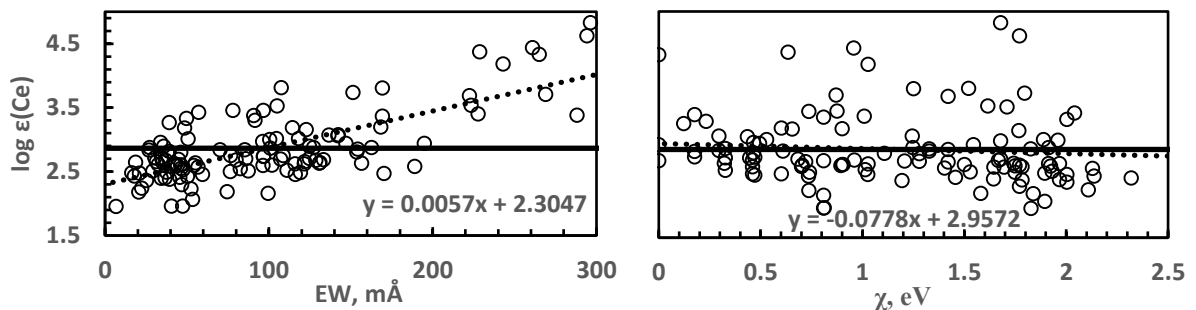 log ε(Ce)
4.5
3.5
2.5
1.5
y = 0.0057x + 2.3047
0 100 200 300
EW, mÅ
y = -0.0778x + 2.9572
0 0.5 1 1.5 2 2.5
χ, eV